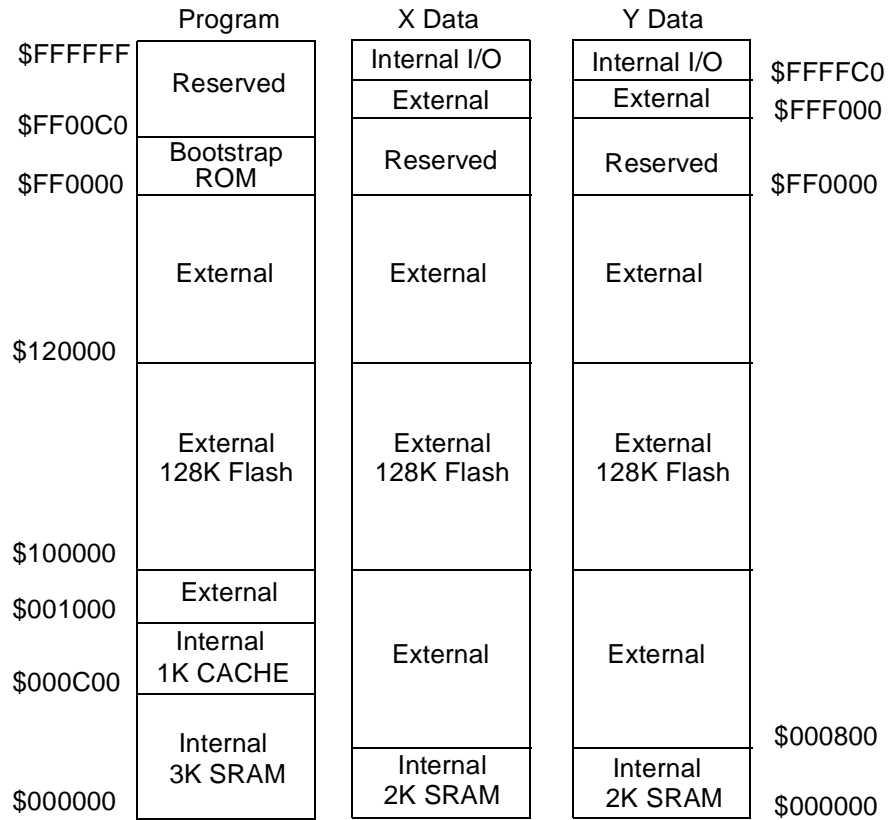 Program
X Data
Y Data
$FFFFFF
Reserved
$FF00C0
Bootstrap
ROM
$FF0000
External
$120000
External
128K Flash
$100000
External
$001000
Internal
1K CACHE
$000C00
Internal
3K SRAM
$000000
Internal I/O
External
Reserved
External
External
128K Flash
External
Internal
2K SRAM
Internal I/O
$FFFFC0
External
$FFF000
Reserved
$FF0000
External
External
128K Flash
External
$000800
Internal
2K SRAM
$000000